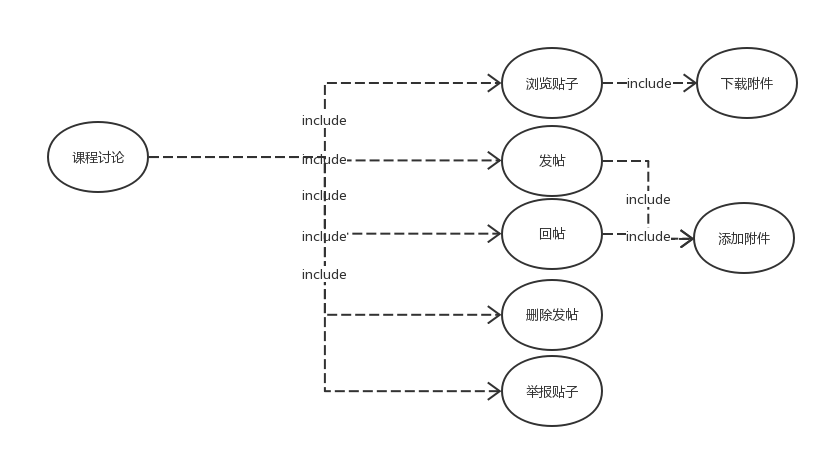 浏览贴子
include
下载附件
include
课程讨论
include
发帖
include
include
include
回帖
include
添加附件
include
删除发帖
举报贴子